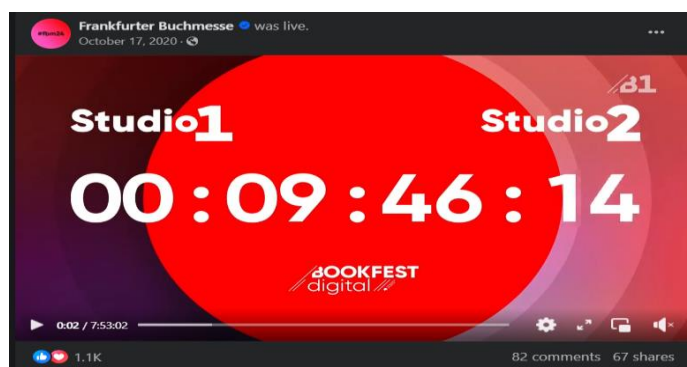 #fbm24
Frankfurter Buchmesse was live.
October 17, 2020 ·
B1
Studio1 Studio2
00 : 09 : 46 : 14
BOOKFEST
digital
0:02 / 7:53:02
1.1K 82 comments 67 shares